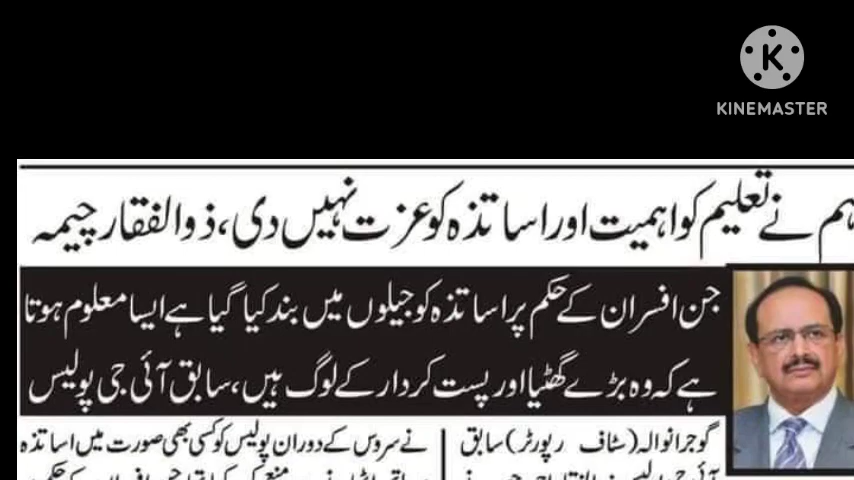 KINEMASTER
ہم نے تعلیم کو اہمیت اور اساتذہ کو عزت نہیں دی، ذوالفقار چیمہ
جن افسران کے حکم پر اساتذہ کو جیلوں میں بند کیا گیا ہے ایسا معلوم ہوتا
ہے کہ وہ بڑے گھٹیا اور پست کردار کے لوگ ہیں، سابق آئی جی پولیس
گوجرانوالہ (سٹاف رپورٹر) سابق
نے سروس کے دوران پولیس کو کسی بھی صورت میں اساتذہ